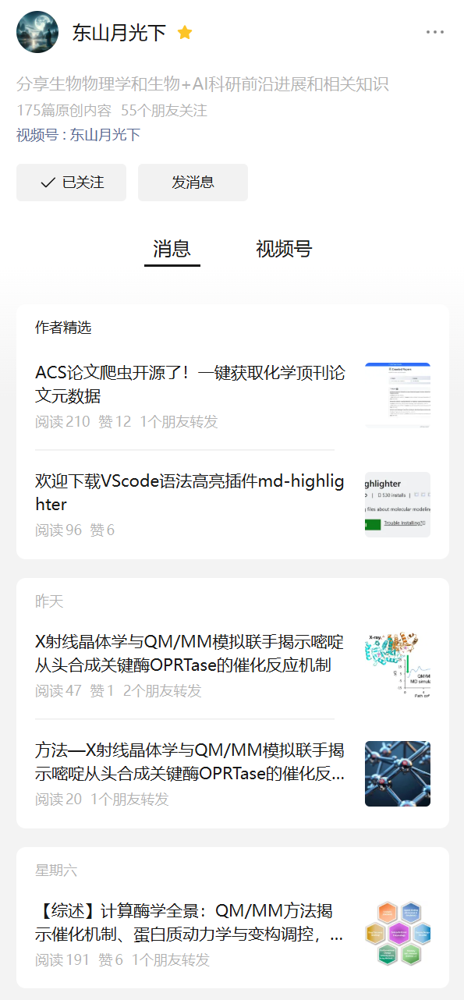 东山月光下
分享生物物理学和生物+AI科研前沿进展和相关知识
175篇原创内容 55个朋友关注
视频号 : 东山月光下
已关注 发消息
消息 视频号
作者精选
ACS论文爬虫开源了！一键获取化学顶刊论
文元数据
阅读 210 赞 12 1个朋友转发
欢迎下载VScode语法高亮插件md-highlig
hter
阅读 96 赞 6
ghlighter
530 installs
g files about molecular modelin
Trouble Installing?
昨天
X射线晶体学与QM/MM模拟联手揭示嘧啶
从头合成关键酶OPRTase的催化反应机制
阅读 47 赞 1 2个朋友转发
X-ray
QM/M
MD simula
方法—X射线晶体学与QM/MM模拟联手揭
示嘧啶从头合成关键酶OPRTase的催化反...
阅读 20 1个朋友转发
星期六
【综述】计算酶学全景：QM/MM方法揭
示催化机制、蛋白质动力学与变构调控，...
阅读 191 赞 6 1个朋友转发